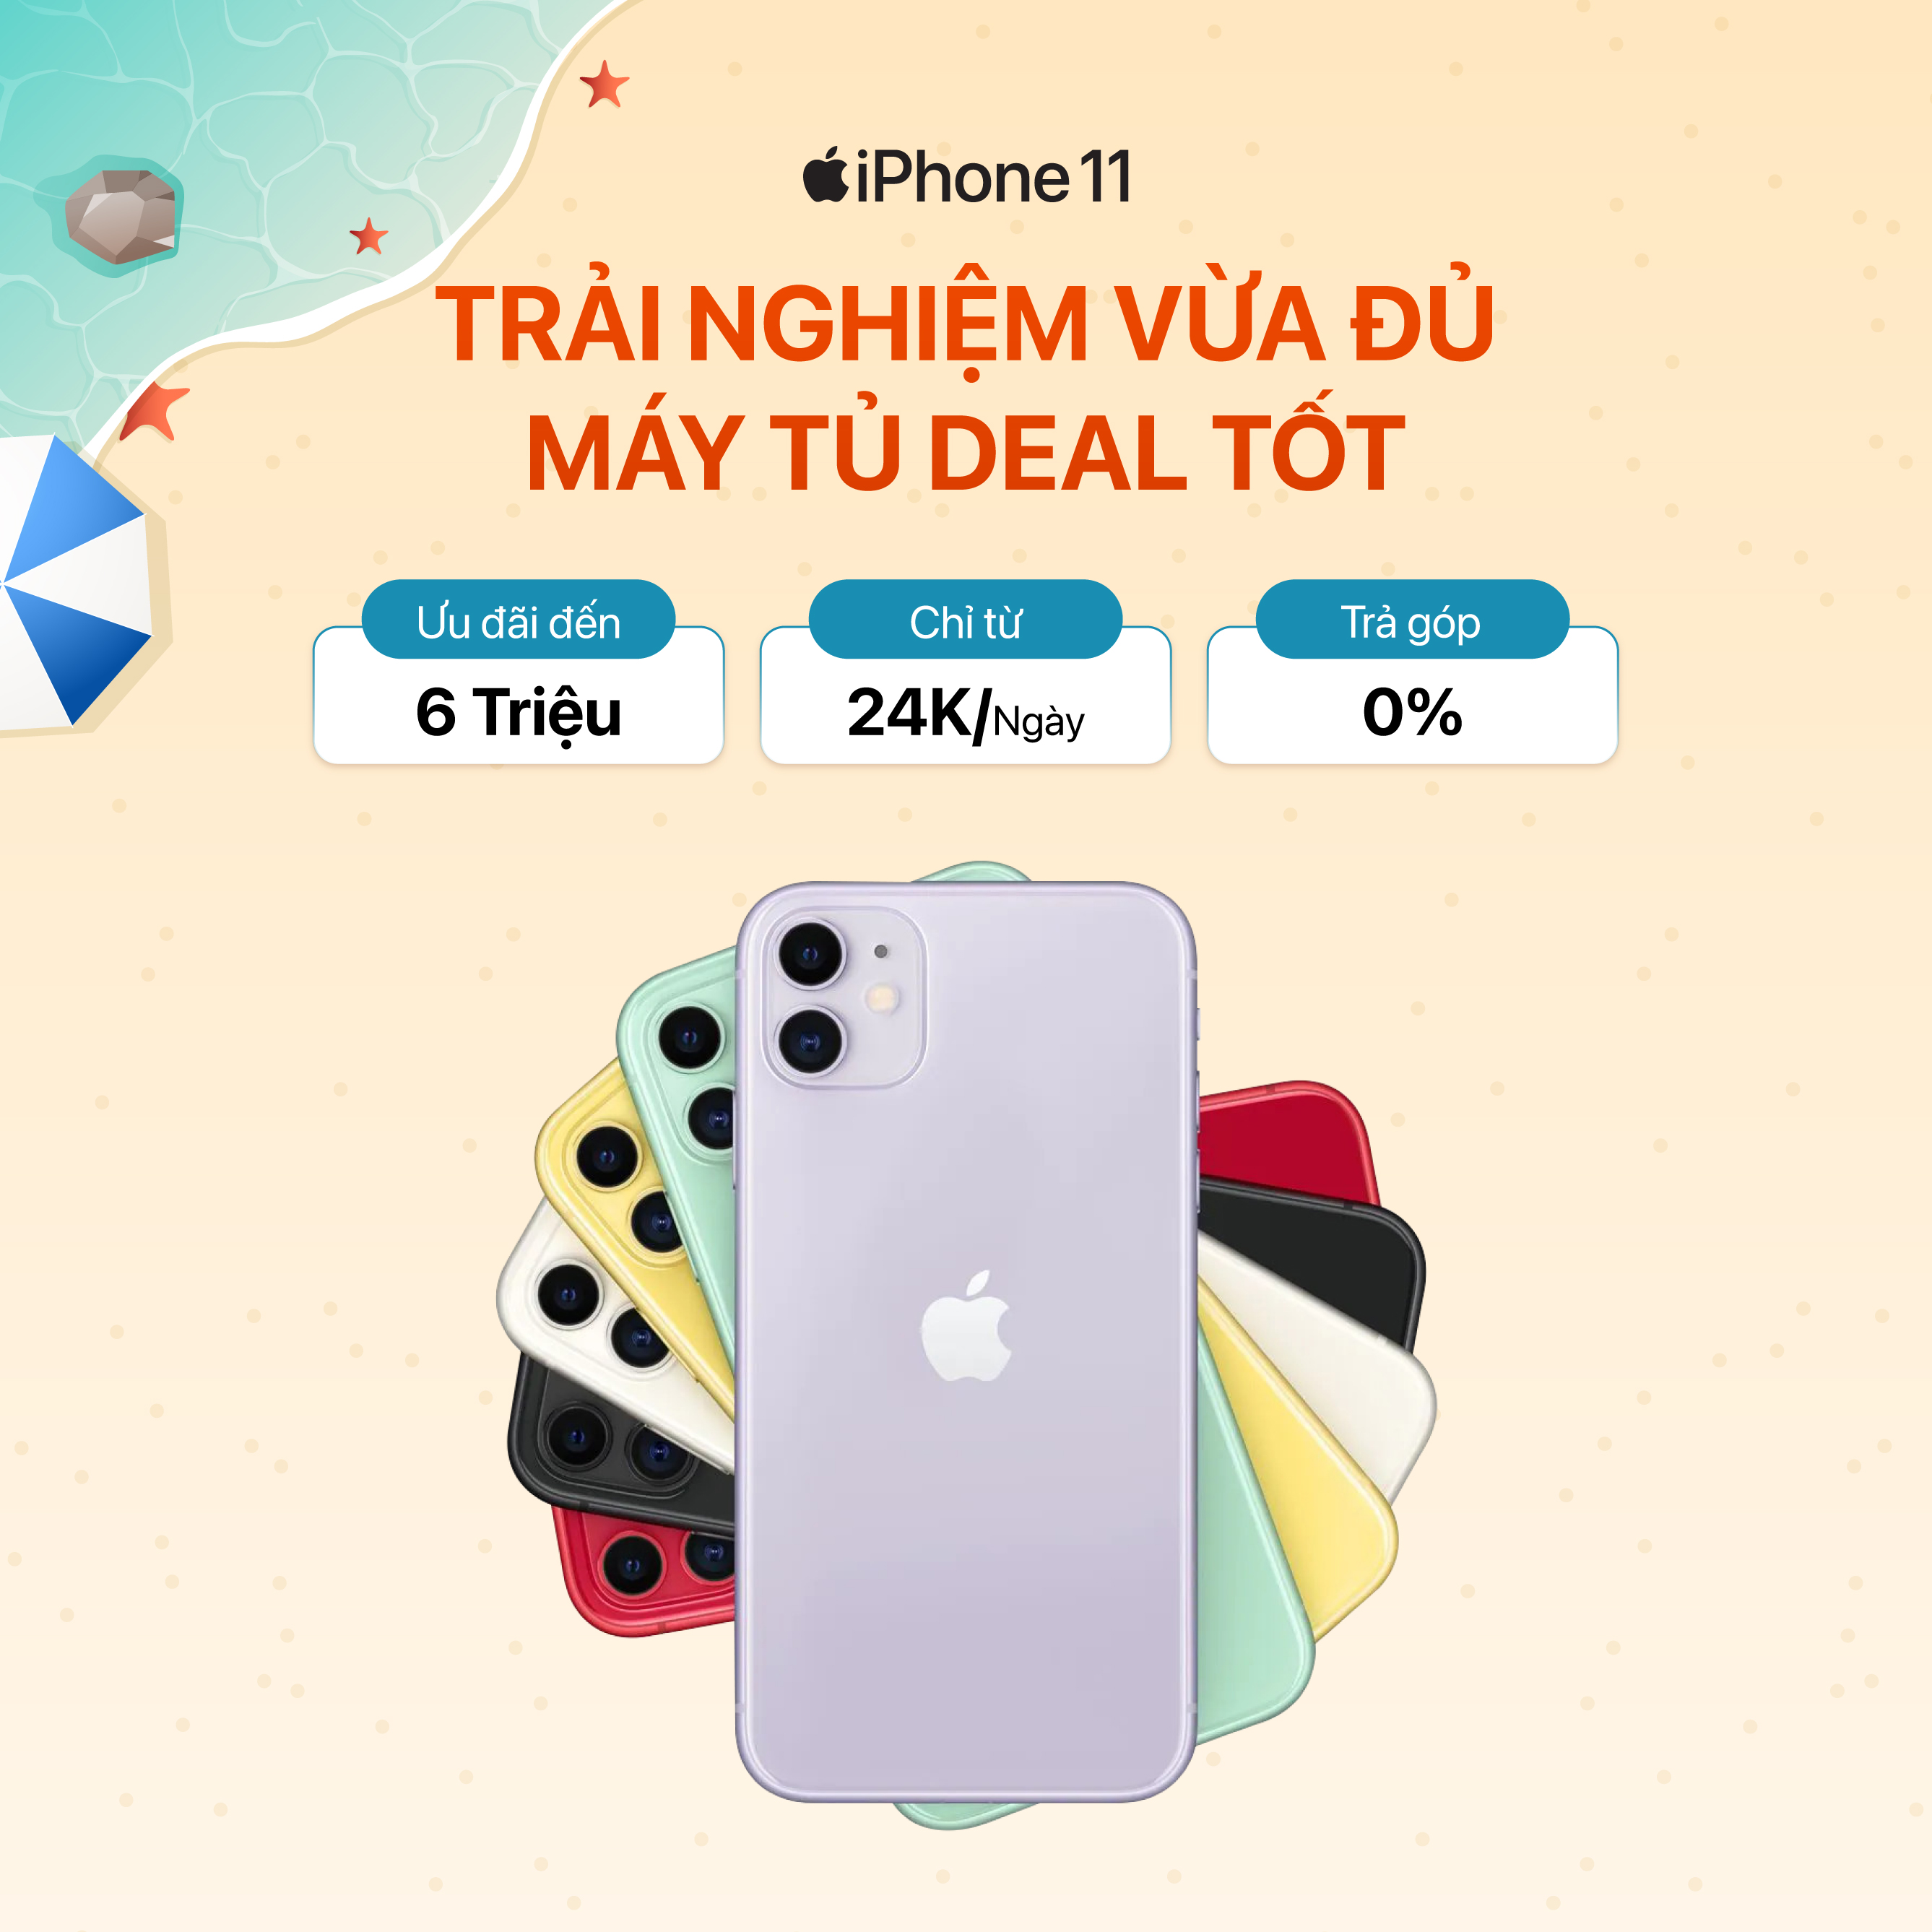 iPhone 11
TRẢI NGHIỆM VỪA ĐỦ
MÁY TỦ DEAL TỐT
Ưu đãi đến
6 Triệu
Chỉ từ
24K/Ngày
Trả góp
0%